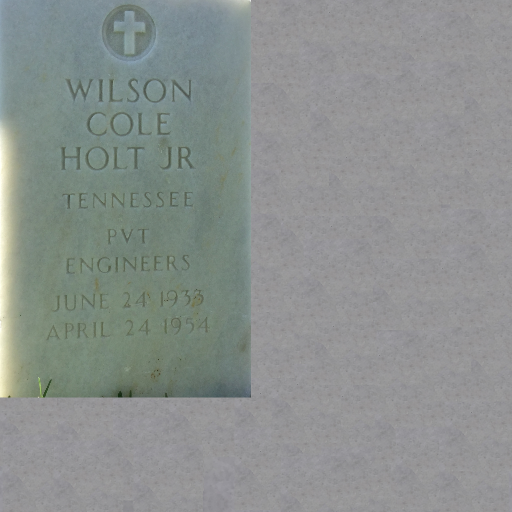 WILSON
COLE
HOLT JR
TENNESSEE
PVT
ENGINEERS
JUNE 24 1933
APRIL 24 1954